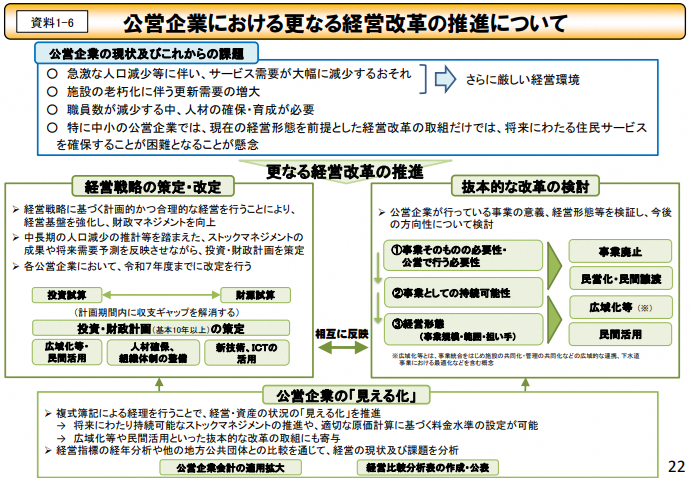 資料1-6
公営企業における更なる経営改革の推進について
公営企業の現状及びこれからの課題
○ 急激な人口減少等に伴い、サービス需要が大幅に減少するおそれ
○ 施設の老朽化に伴う更新需要の増大
さらに厳しい経営環境
○ 職員数が減少する中、人材の確保・育成が必要
○ 特に中小の公営企業では、現在の経営形態を前提とした経営改革の取組だけでは、将来にわたる住民サービス
を確保することが困難となることが懸念
更なる経営改革の推進
経営戦略の策定・改定
➢ 経営戦略に基づく計画的かつ合理的な経営を行うことにより、
経営基盤を強化し、財政マネジメントを向上
➢ 中長期の人口減少の推計等を踏まえた、ストックマネジメントの
成果や将来需要予測を反映させながら、投資・財政計画を策定
➢ 各公営企業において、令和7年度までに改定を行う
投資試算
財源試算
(計画期間内に収支ギャップを解消する)
投資・財政計画(基本10年以上)の策定
広域化等・
民間活用
人材確保、
組織体制の整備
新技術、ICTの
活用
相互に反映
抜本的な改革の検討
➢ 公営企業が行っている事業の意義、経営形態等を検証し、今後
の方向性について検討
①事業そのものの必要性・
公営で行う必要性
②事業としての持続可能性
③経営形態
(事業規模・範囲・担い手)
事業廃止
民営化・民間譲渡
広域化等(※)
民間活用
※広域化等とは、事業統合をはじめ施設の共同化・管理の共同化などの広域的な連携、下水道
事業における最適化などを含む概念
公営企業の「見える化」
➢ 複式簿記による経理を行うことで、経営・資産の状況の「見える化」を推進
→ 将来にわたり持続可能なストックマネジメントの推進や、適切な原価計算に基づく料金水準の設定が可能
→ 広域化等や民間活用といった抜本的な改革の取組にも寄与
➢ 経営指標の経年分析や他の地方公共団体との比較を通じて、経営の現状及び課題を分析
公営企業会計の適用拡大
経営比較分析表の作成・公表
22